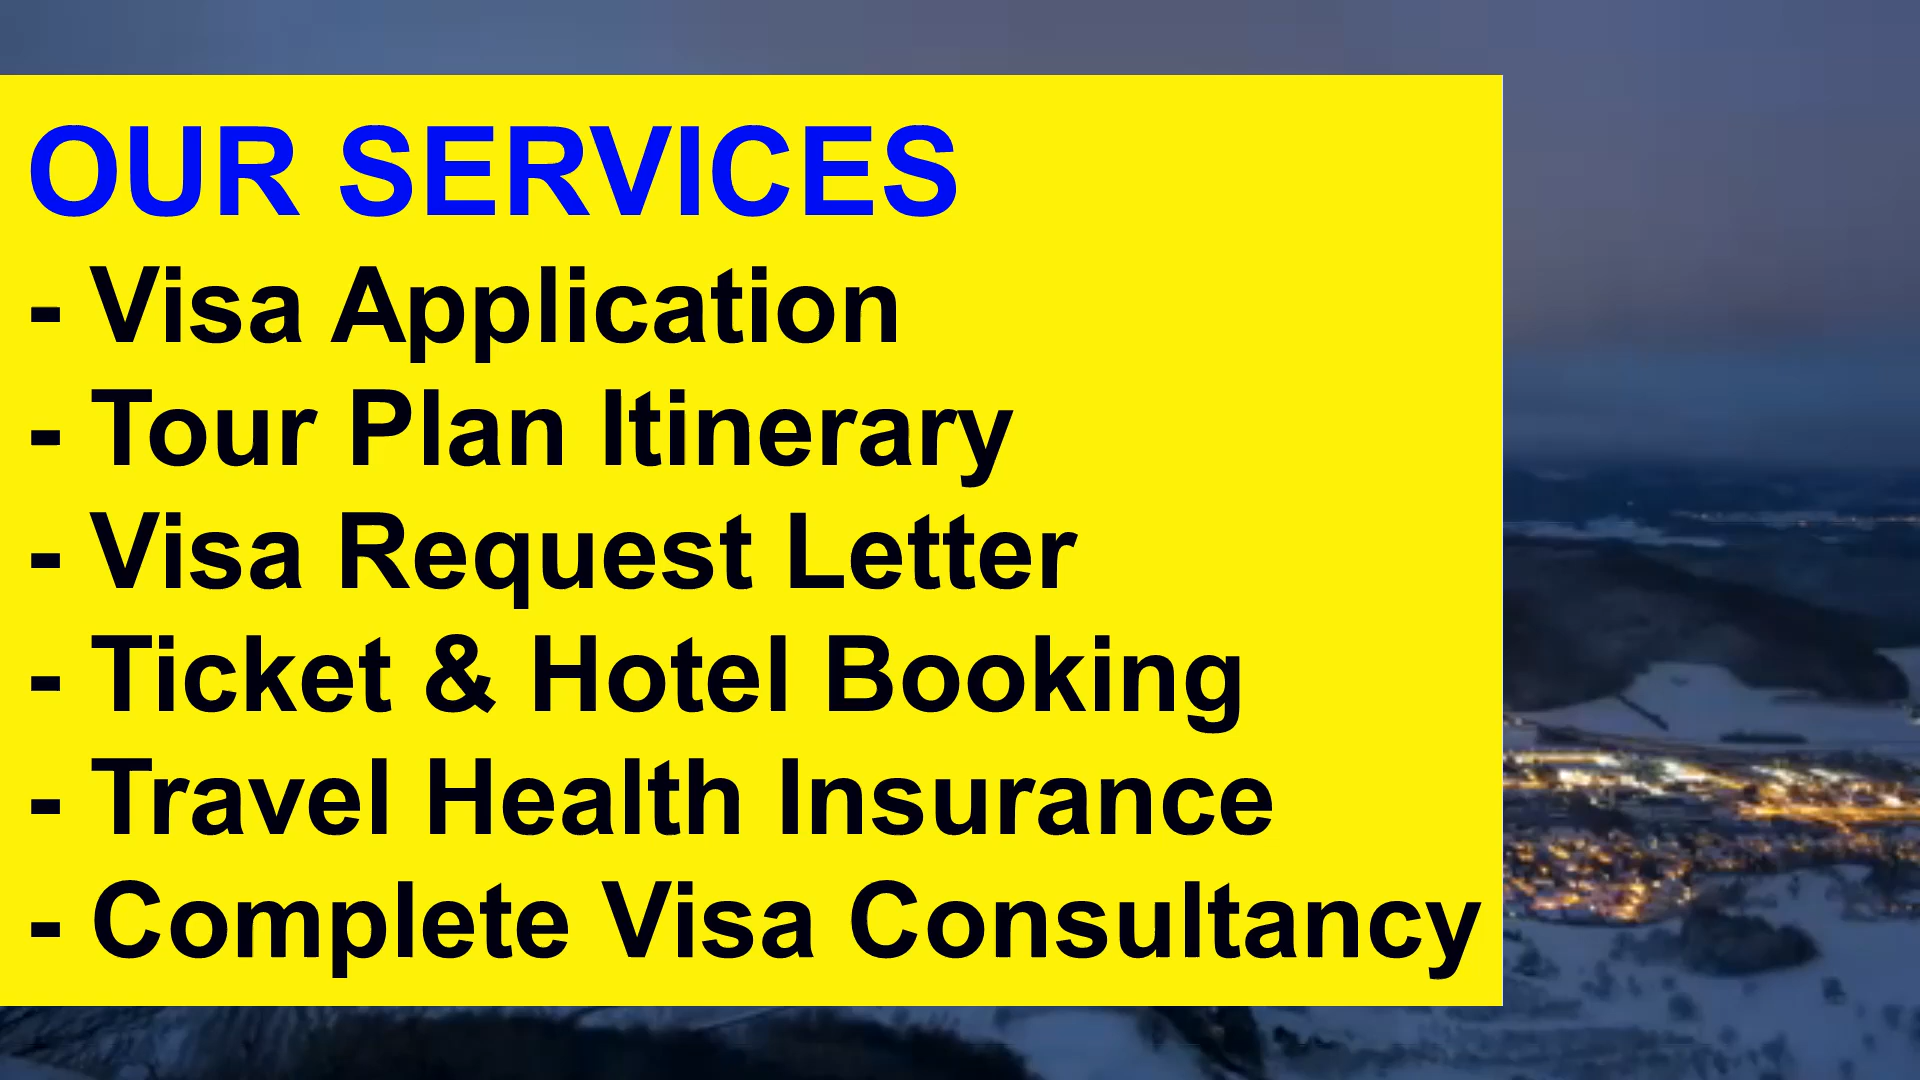 OUR SERVICES
- Visa Application
- Tour Plan Itinerary
- Visa Request Letter
- Ticket & Hotel Booking
- Travel Health Insurance
- Complete Visa Consultancy